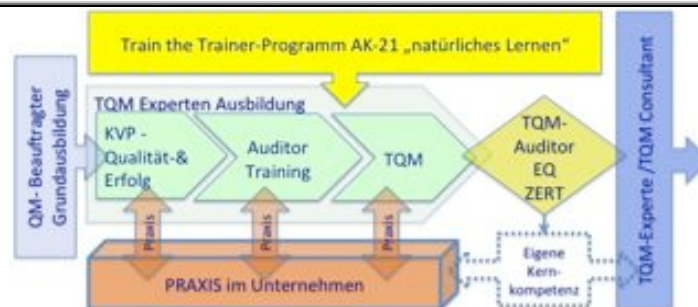 Train the Trainer-Programm AK-21 „natürliches Lernen“
QM- Beauftragter
Grundausbildung
TQM Experten Ausbildung
KVP -
Qualität-&
Erfolg
Auditor
Training
TQM
TQM-
Auditor
EQ
ZERT
TQM-Experte /TQM Consultant
Praxis
Praxis
Praxis
PRAXIS im Unternehmen
Eigene
Kern-
kompetenz